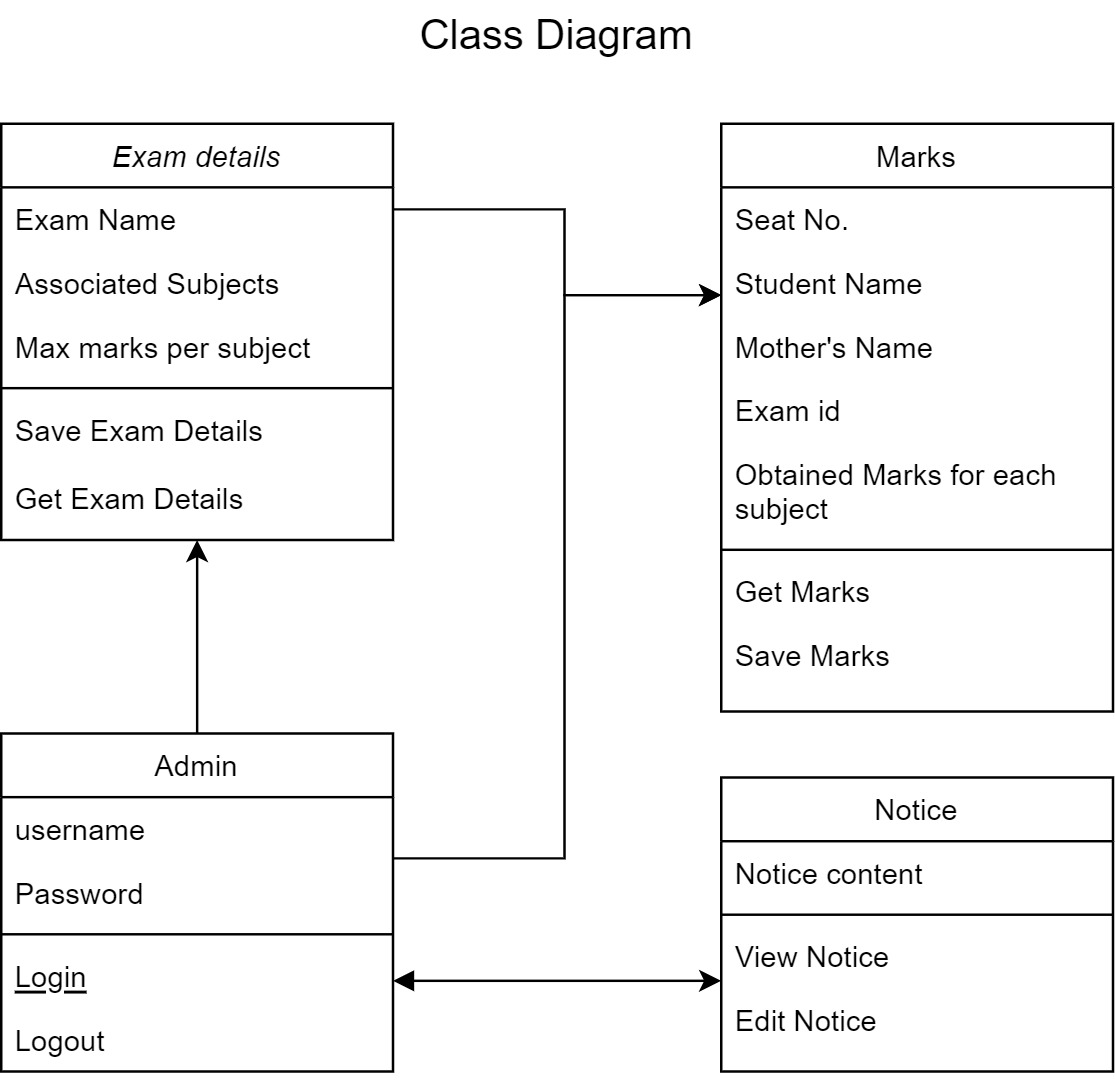 Class Diagram
Exam details
Exam Name
Associated Subjects
Max marks per subject
Save Exam Details
Get Exam Details
Marks
Seat No.
Student Name
Mother's Name
Exam id
Obtained Marks for each
subject
Get Marks
Save Marks
Admin
username
Password
Login
Logout
Notice
Notice content
View Notice
Edit Notice